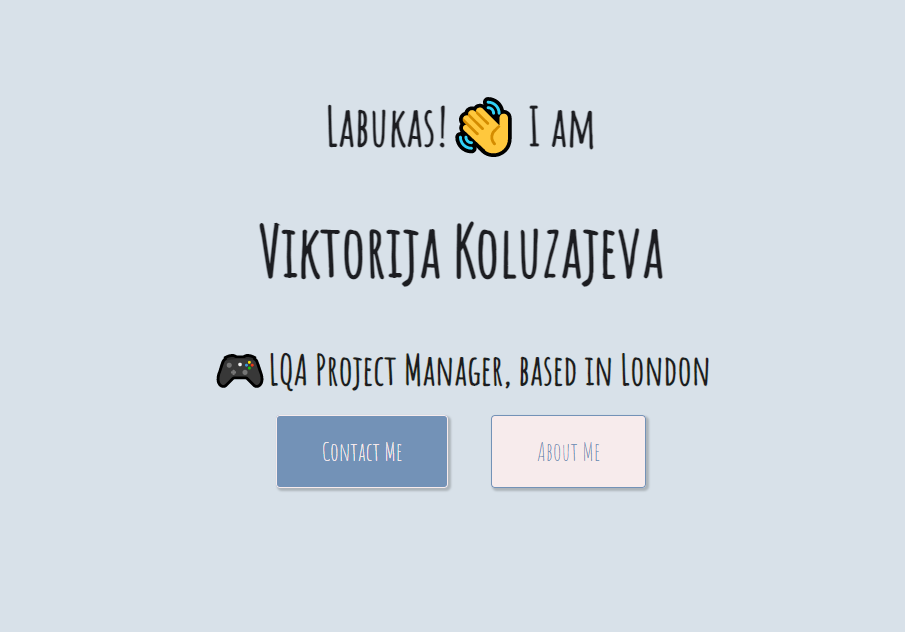 Labukas! 👋 I am
Viktorija Koluzajeva
🎮 LQA Project Manager, based in London
Contact Me
About Me